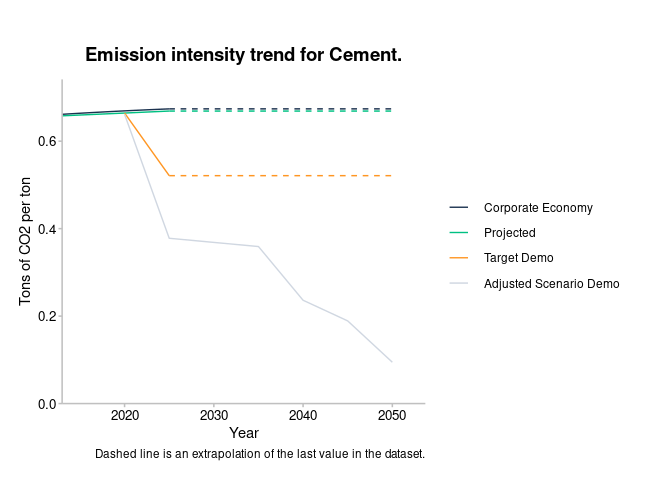 Emission intensity trend for Cement.
Tons of CO2 per ton
0.6
0.4
0.2
0.0
2020 2030 2040 2050
Year
Corporate Economy
Projected
Target Demo
Adjusted Scenario Demo
Dashed line is an extrapolation of the last value in the dataset.